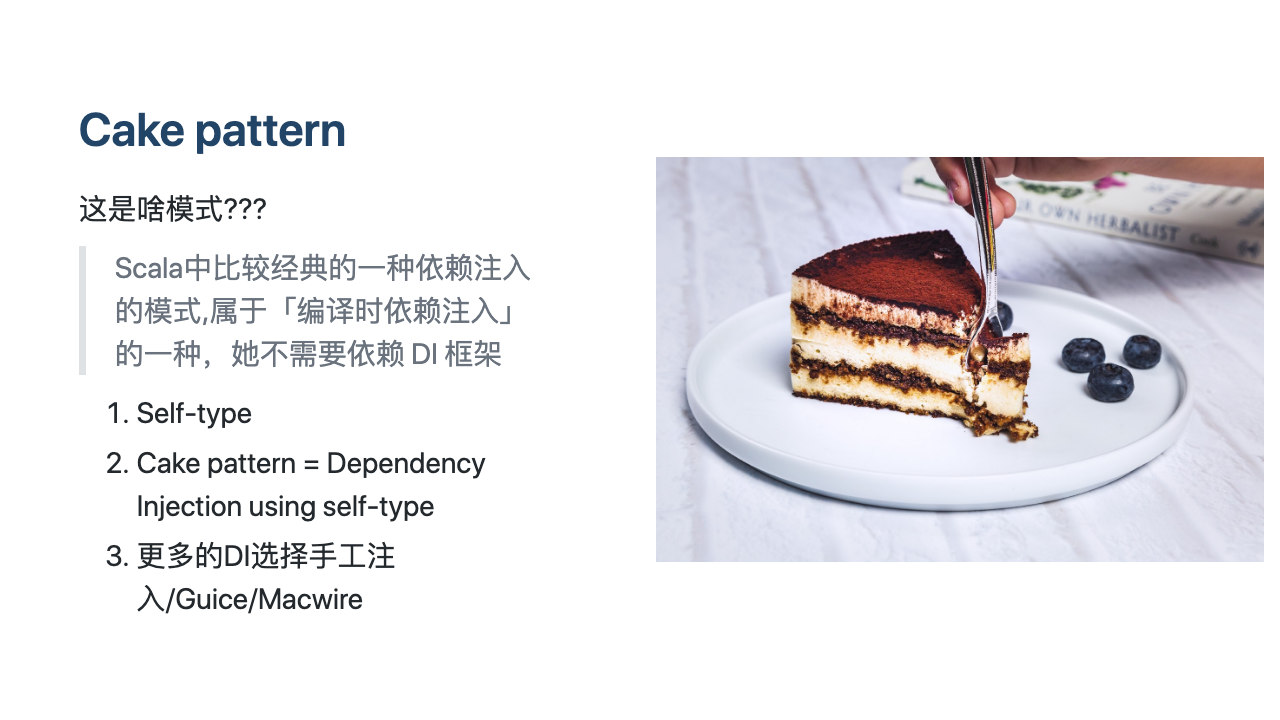 Cake pattern
这是啥模式???
Scala中比较经典的一种依赖注入
的模式,属于「编译时依赖注入」
的一种，她不需要依赖 DI 框架
1. Self-type
2. Cake pattern = Dependency
Injection using self-type
3. 更多的DI选择手工注
入/Guice/Macwire
OUR OWN HERBALIST